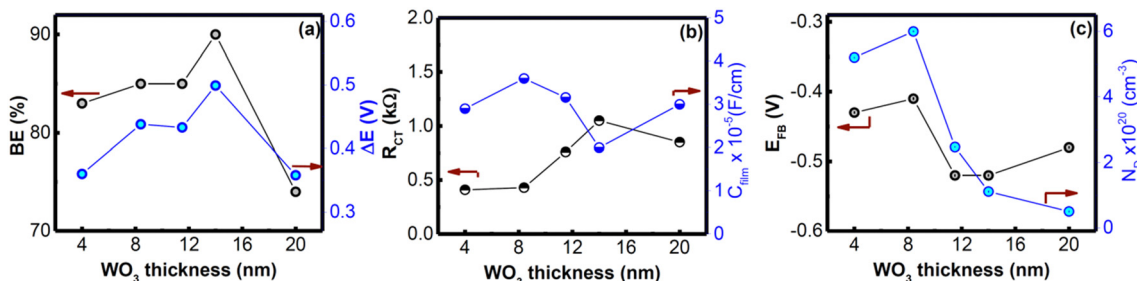 (a)
90
80
70
BE (%)
0.6
0.5
0.4
0.3
ΔE (V)
4 8 12 16 20
WO3 thickness (nm)
(b)
2.0
1.5
1.0
0.5
0.0
RCT (kΩ)
5
4
3
2
1
0
Cfilm x 10-5(F/cm)
4 8 12 16 20
WO3 thickness (nm)
(c)
-0.3
-0.4
-0.5
-0.6
EFB (V)
6
4
2
0
ND x1020 (cm-3)
4 8 12 16 20
WO3 thickness (nm)